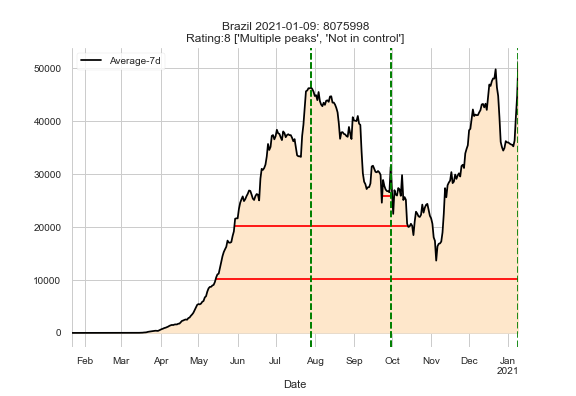 Brazil 2021-01-09: 8075998
Rating:8 ['Multiple peaks', 'Not in control']
Average-7d
50000
40000
30000
20000
10000
0
Feb Mar Apr May Jun Jul Aug Sep Oct Nov Dec Jan
2021
Date